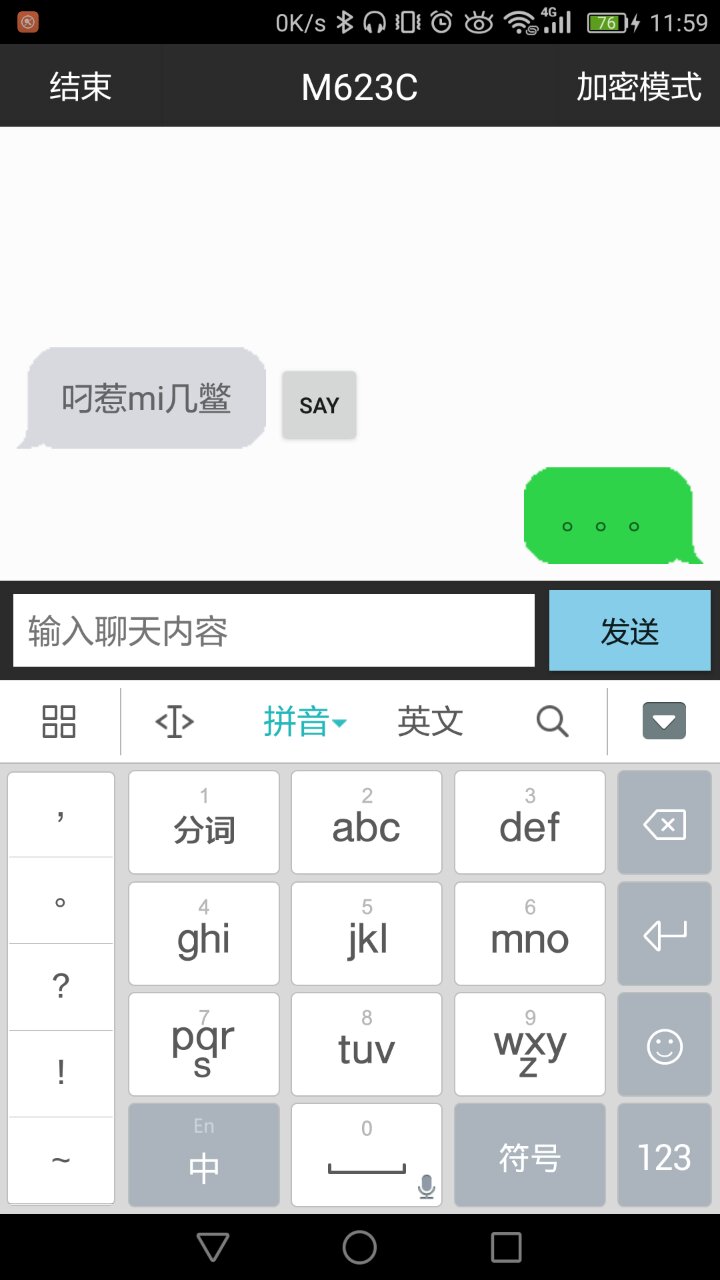 0K/s 4G 76 11:59
结束 M623C 加密模式
叼惹mi几鳖 SAY
。。。
输入聊天内容 发送
拼音 英文
， 1 2 3
分词 abc def
。 4 5 6
ghi jkl mno
? 7 8 9
pqrs tuv wxyz
!
~ En 0
中 符号 123